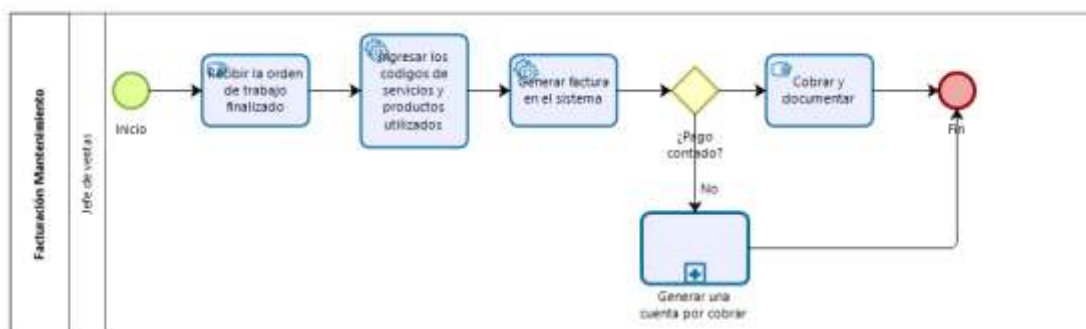 Facturación Mantenimiento
Jefe de ventas
Inicio
Recibir la orden
de trabajo
finalizado
Ingresar los
codigos de
servicios y
productos
utilizados
Generar factura
en el sistema
¿Pago
contado?
No
Cobrar y
documentar
Fin
Generar una
cuenta por cobrar